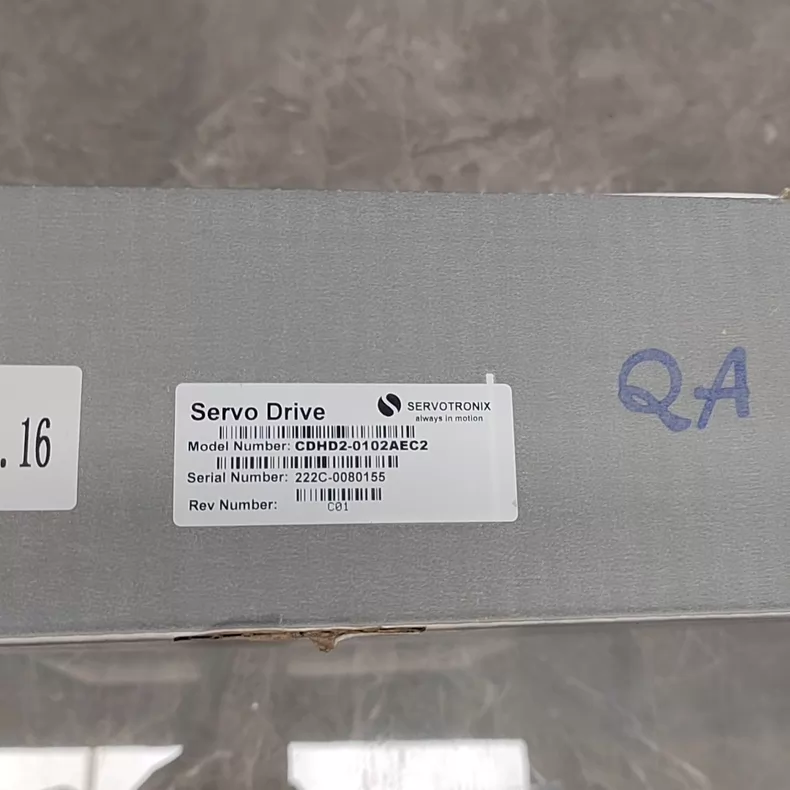 .16
Servo Drive
SERVOTRONIX
always in motion
Model Number: CDHD2-0102AEC2
Serial Number: 222C-0080155
Rev Number: C01
QA